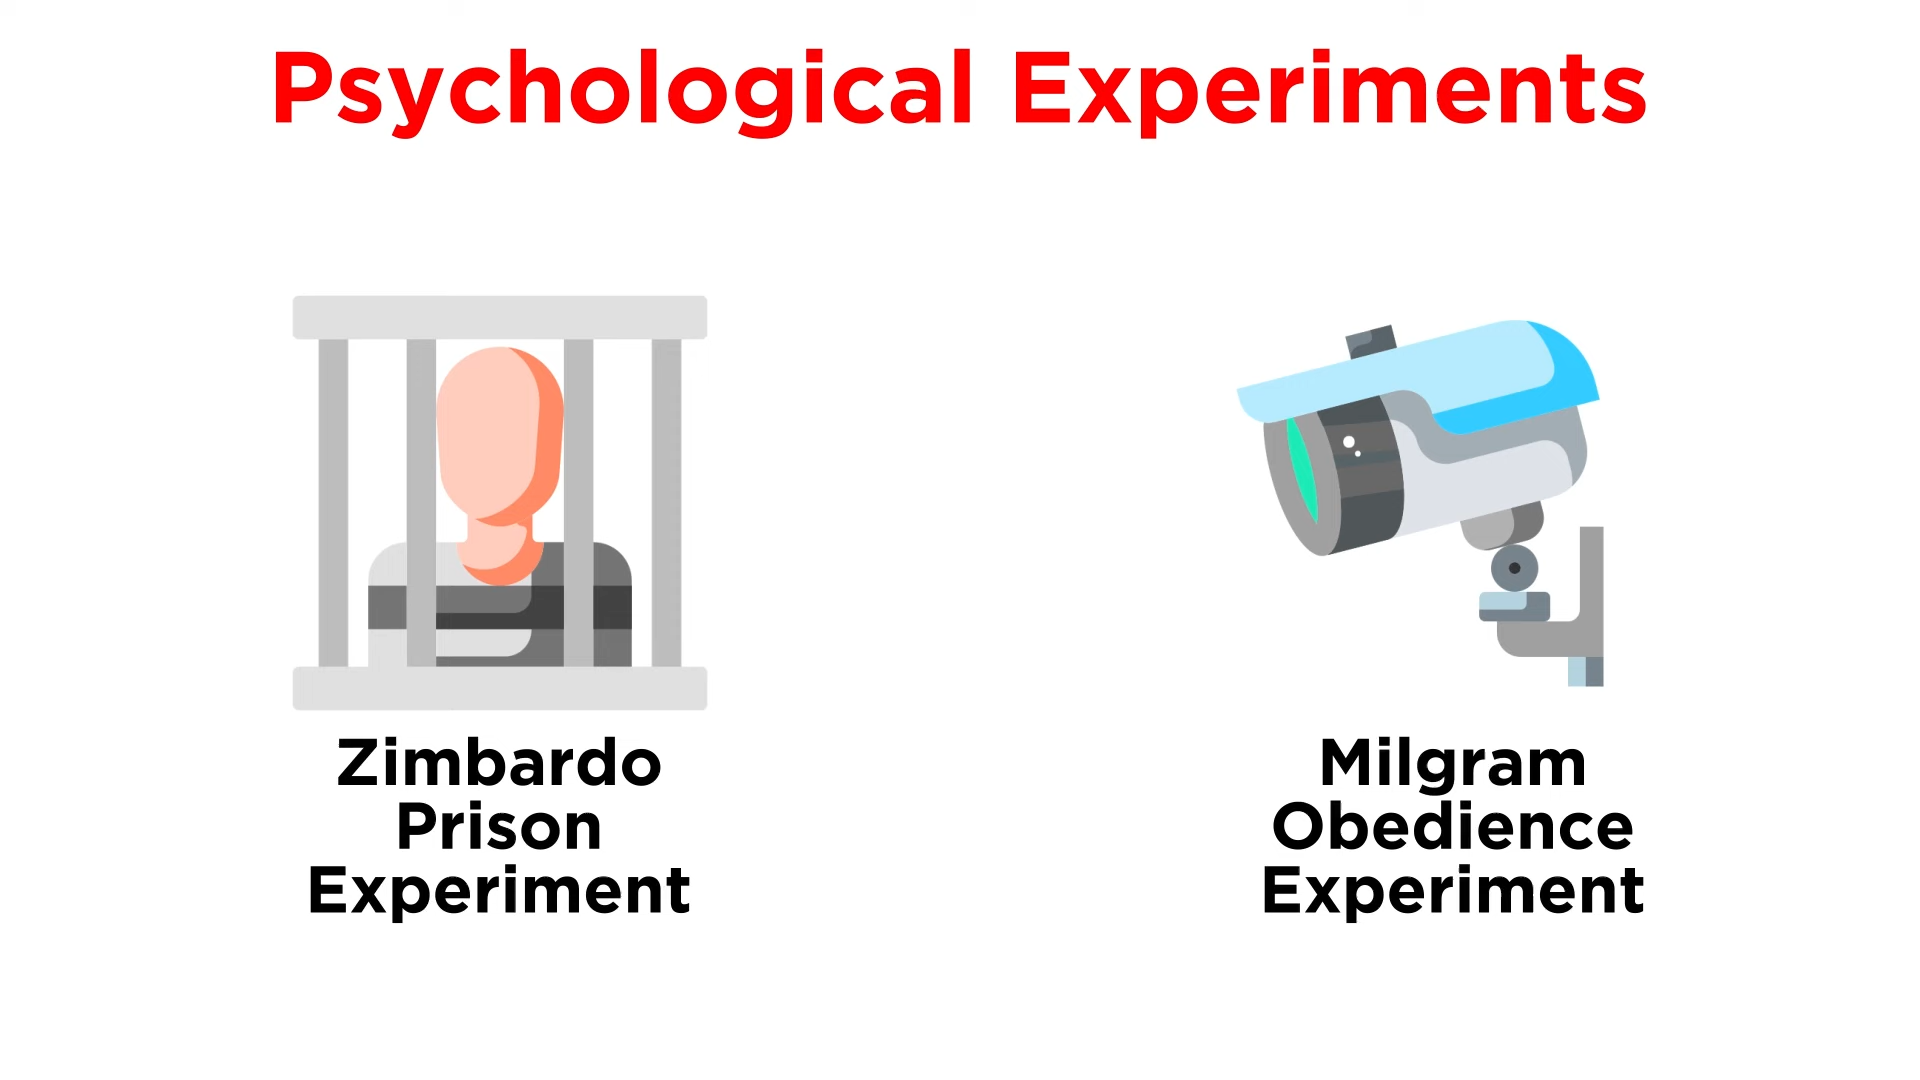 Psychological Experiments
Zimbardo
Prison
Experiment
Milgram
Obedience
Experiment